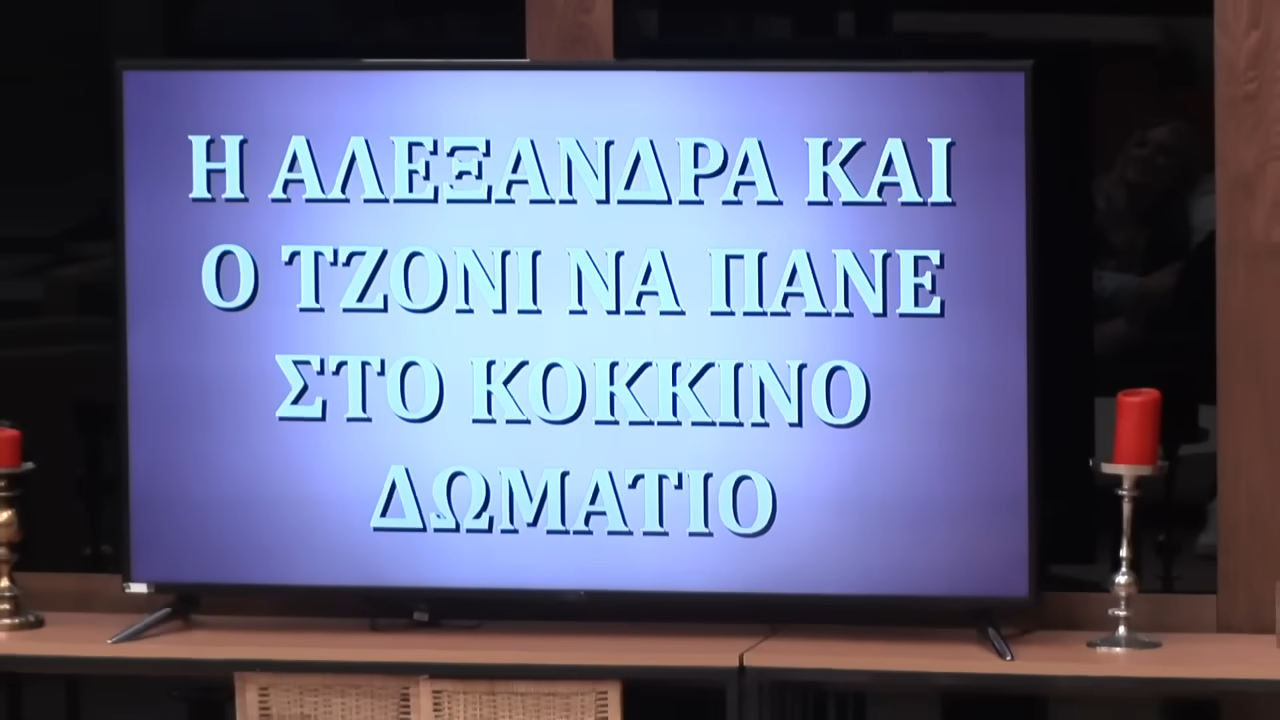 Η ΑΛΕΞΑΝΔΡΑ ΚΑΙ
Ο ΤΖΟΝΙ ΝΑ ΠΑΝΕ
ΣΤΟ ΚΟΚΚΙΝΟ
ΔΩΜΑΤΙΟ